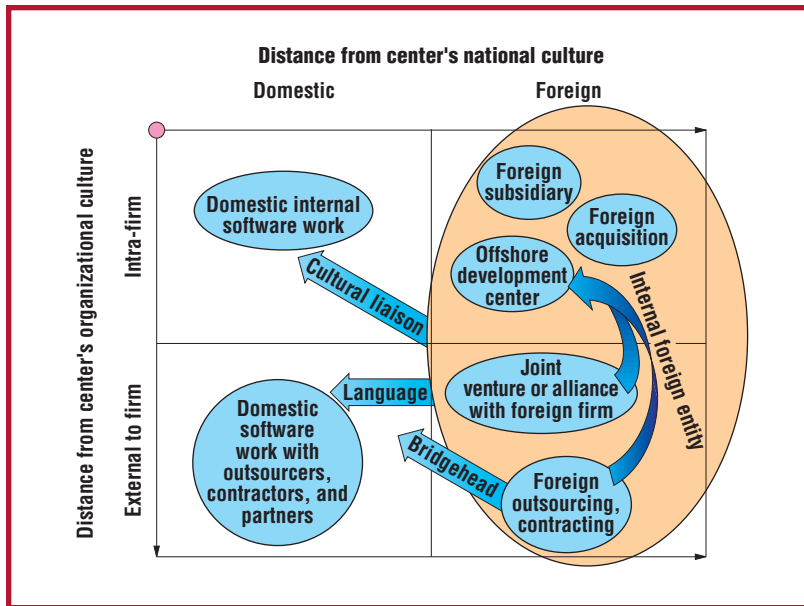 Distance from center's national culture
Domestic
Foreign
Distance from center's organizational culture
Intra-firm
External to firm
Domestic internal
software work
Foreign
subsidiary
Foreign
acquisition
Offshore
development
center
Cultural liaison
Internal foreign entity
Language
Joint
venture or alliance
with foreign firm
Domestic
software
work with
outsourcers,
contractors, and
partners
Bridgehead
Foreign
outsourcing,
contracting